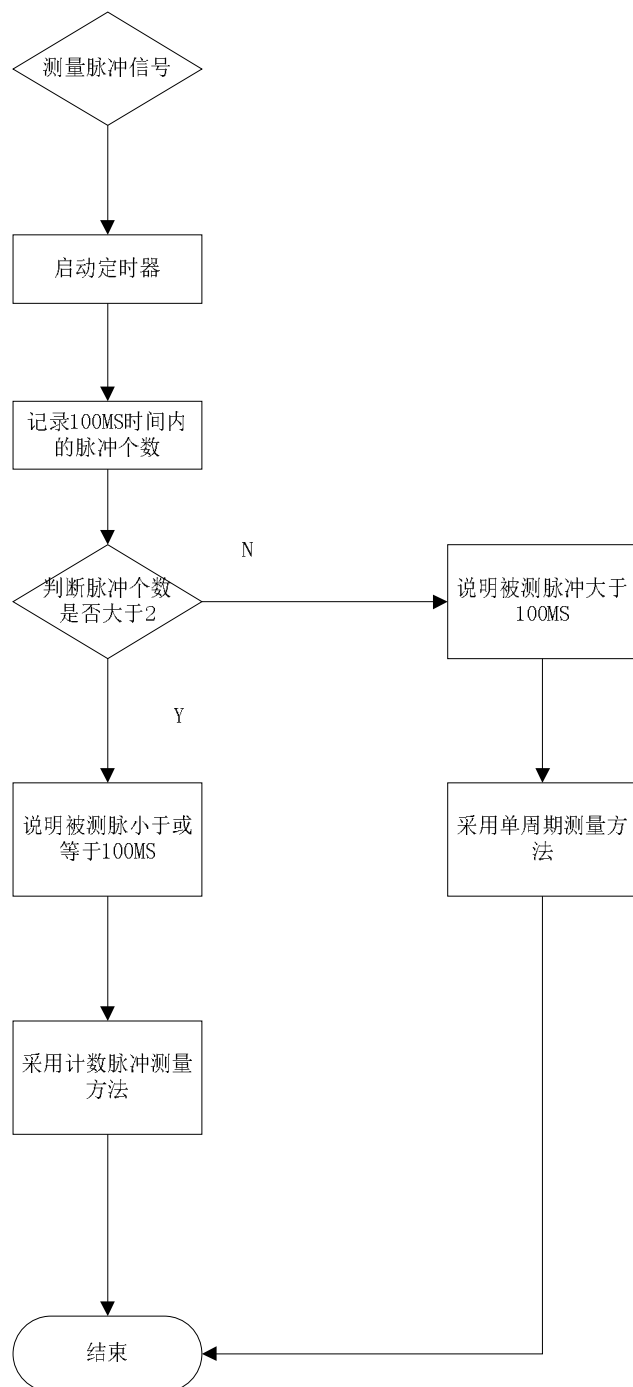 测量脉冲信号
启动定时器
记录100MS时间内
的脉冲个数
判断脉冲个数
是否大于2
N
说明被测脉冲大于
100MS
Y
说明被测脉小于或
等于100MS
采用单周期测量方
法
采用计数脉冲测量
方法
结束